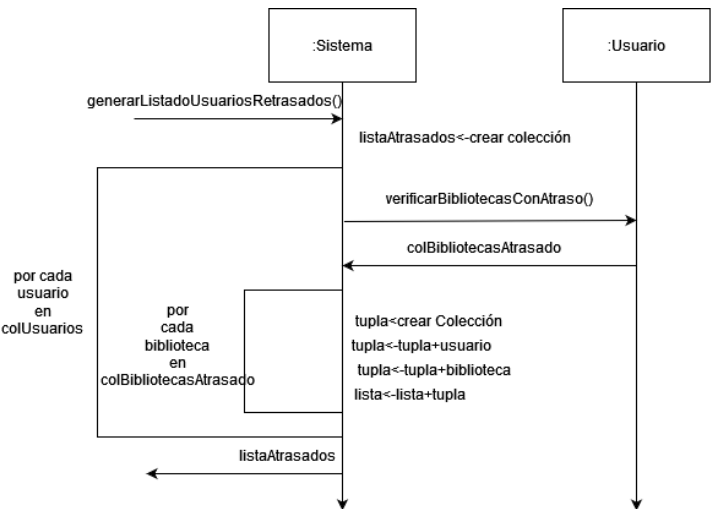 :Sistema
:Usuario
generarListadoUsuariosRetrasados()
listaAtrasados<-crear colección
verificarBibliotecasConAtraso()
colBibliotecasAtrasado
por cada
usuario
en
colUsuarios
por
cada
biblioteca
en
colBibliotecasAtrasado
tupla<crear Colección
tupla<-tupla+usuario
tupla<-tupla+biblioteca
lista<-lista+tupla
listaAtrasados